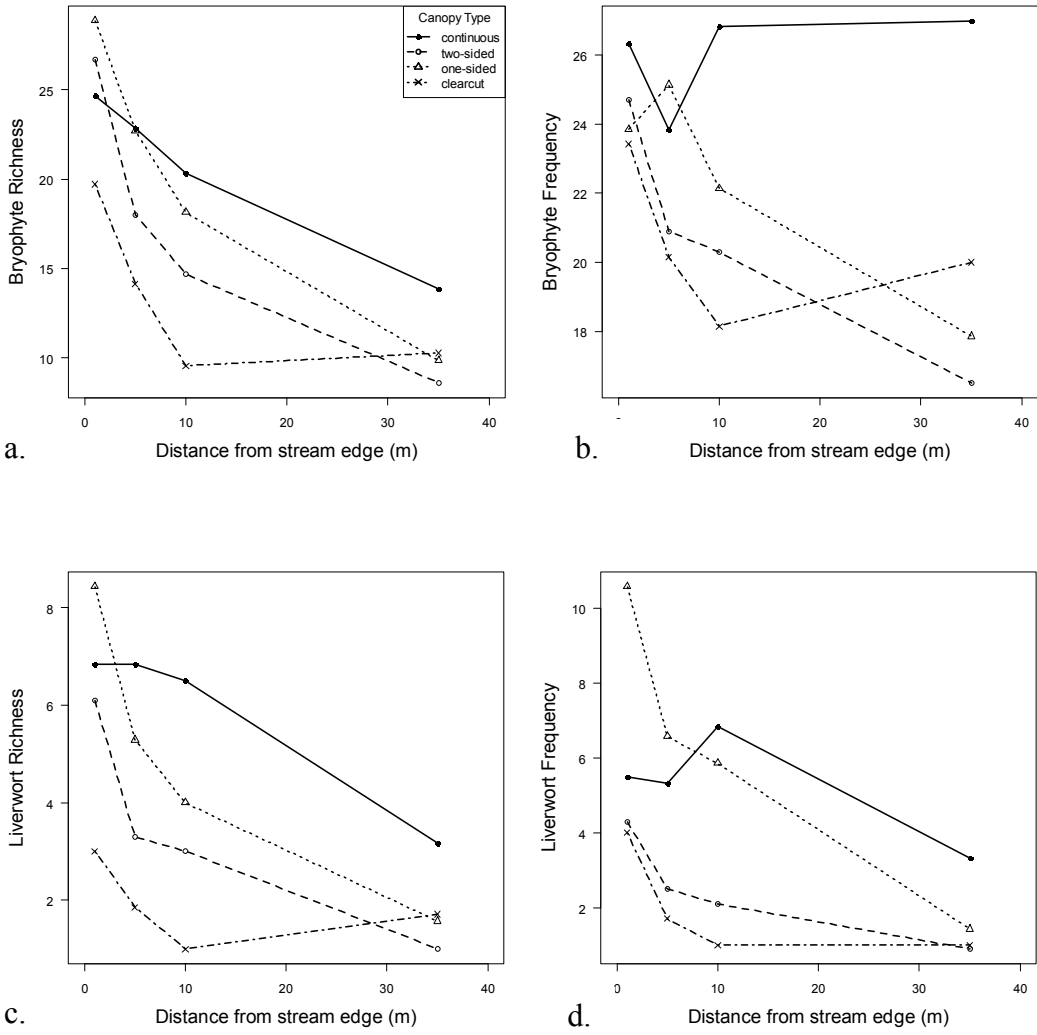 Bryophyte Richness
25
20
15
10
0 10 20 30 40
Distance from stream edge (m)
a.
Canopy Type
continuous
two-sided
one-sided
clearcut
Bryophyte Frequency
26
24
22
20
18
10 20 30 40
Distance from stream edge (m)
b.
Liverwort Richness
8
6
4
2
0 10 20 30 40
Distance from stream edge (m)
c.
Liverwort Frequency
10
8
6
4
2
0 10 20 30 40
Distance from stream edge (m)
d.